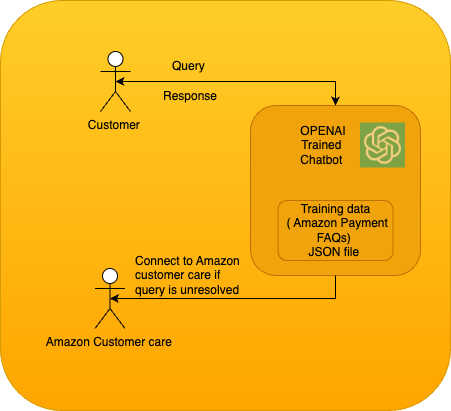 Query
Response
Customer
OPENAI
Trained
Chatbot
Training data
( Amazon Payment
FAQs)
JSON file
Connect to Amazon
customer care if
query is unresolved
Amazon Customer care